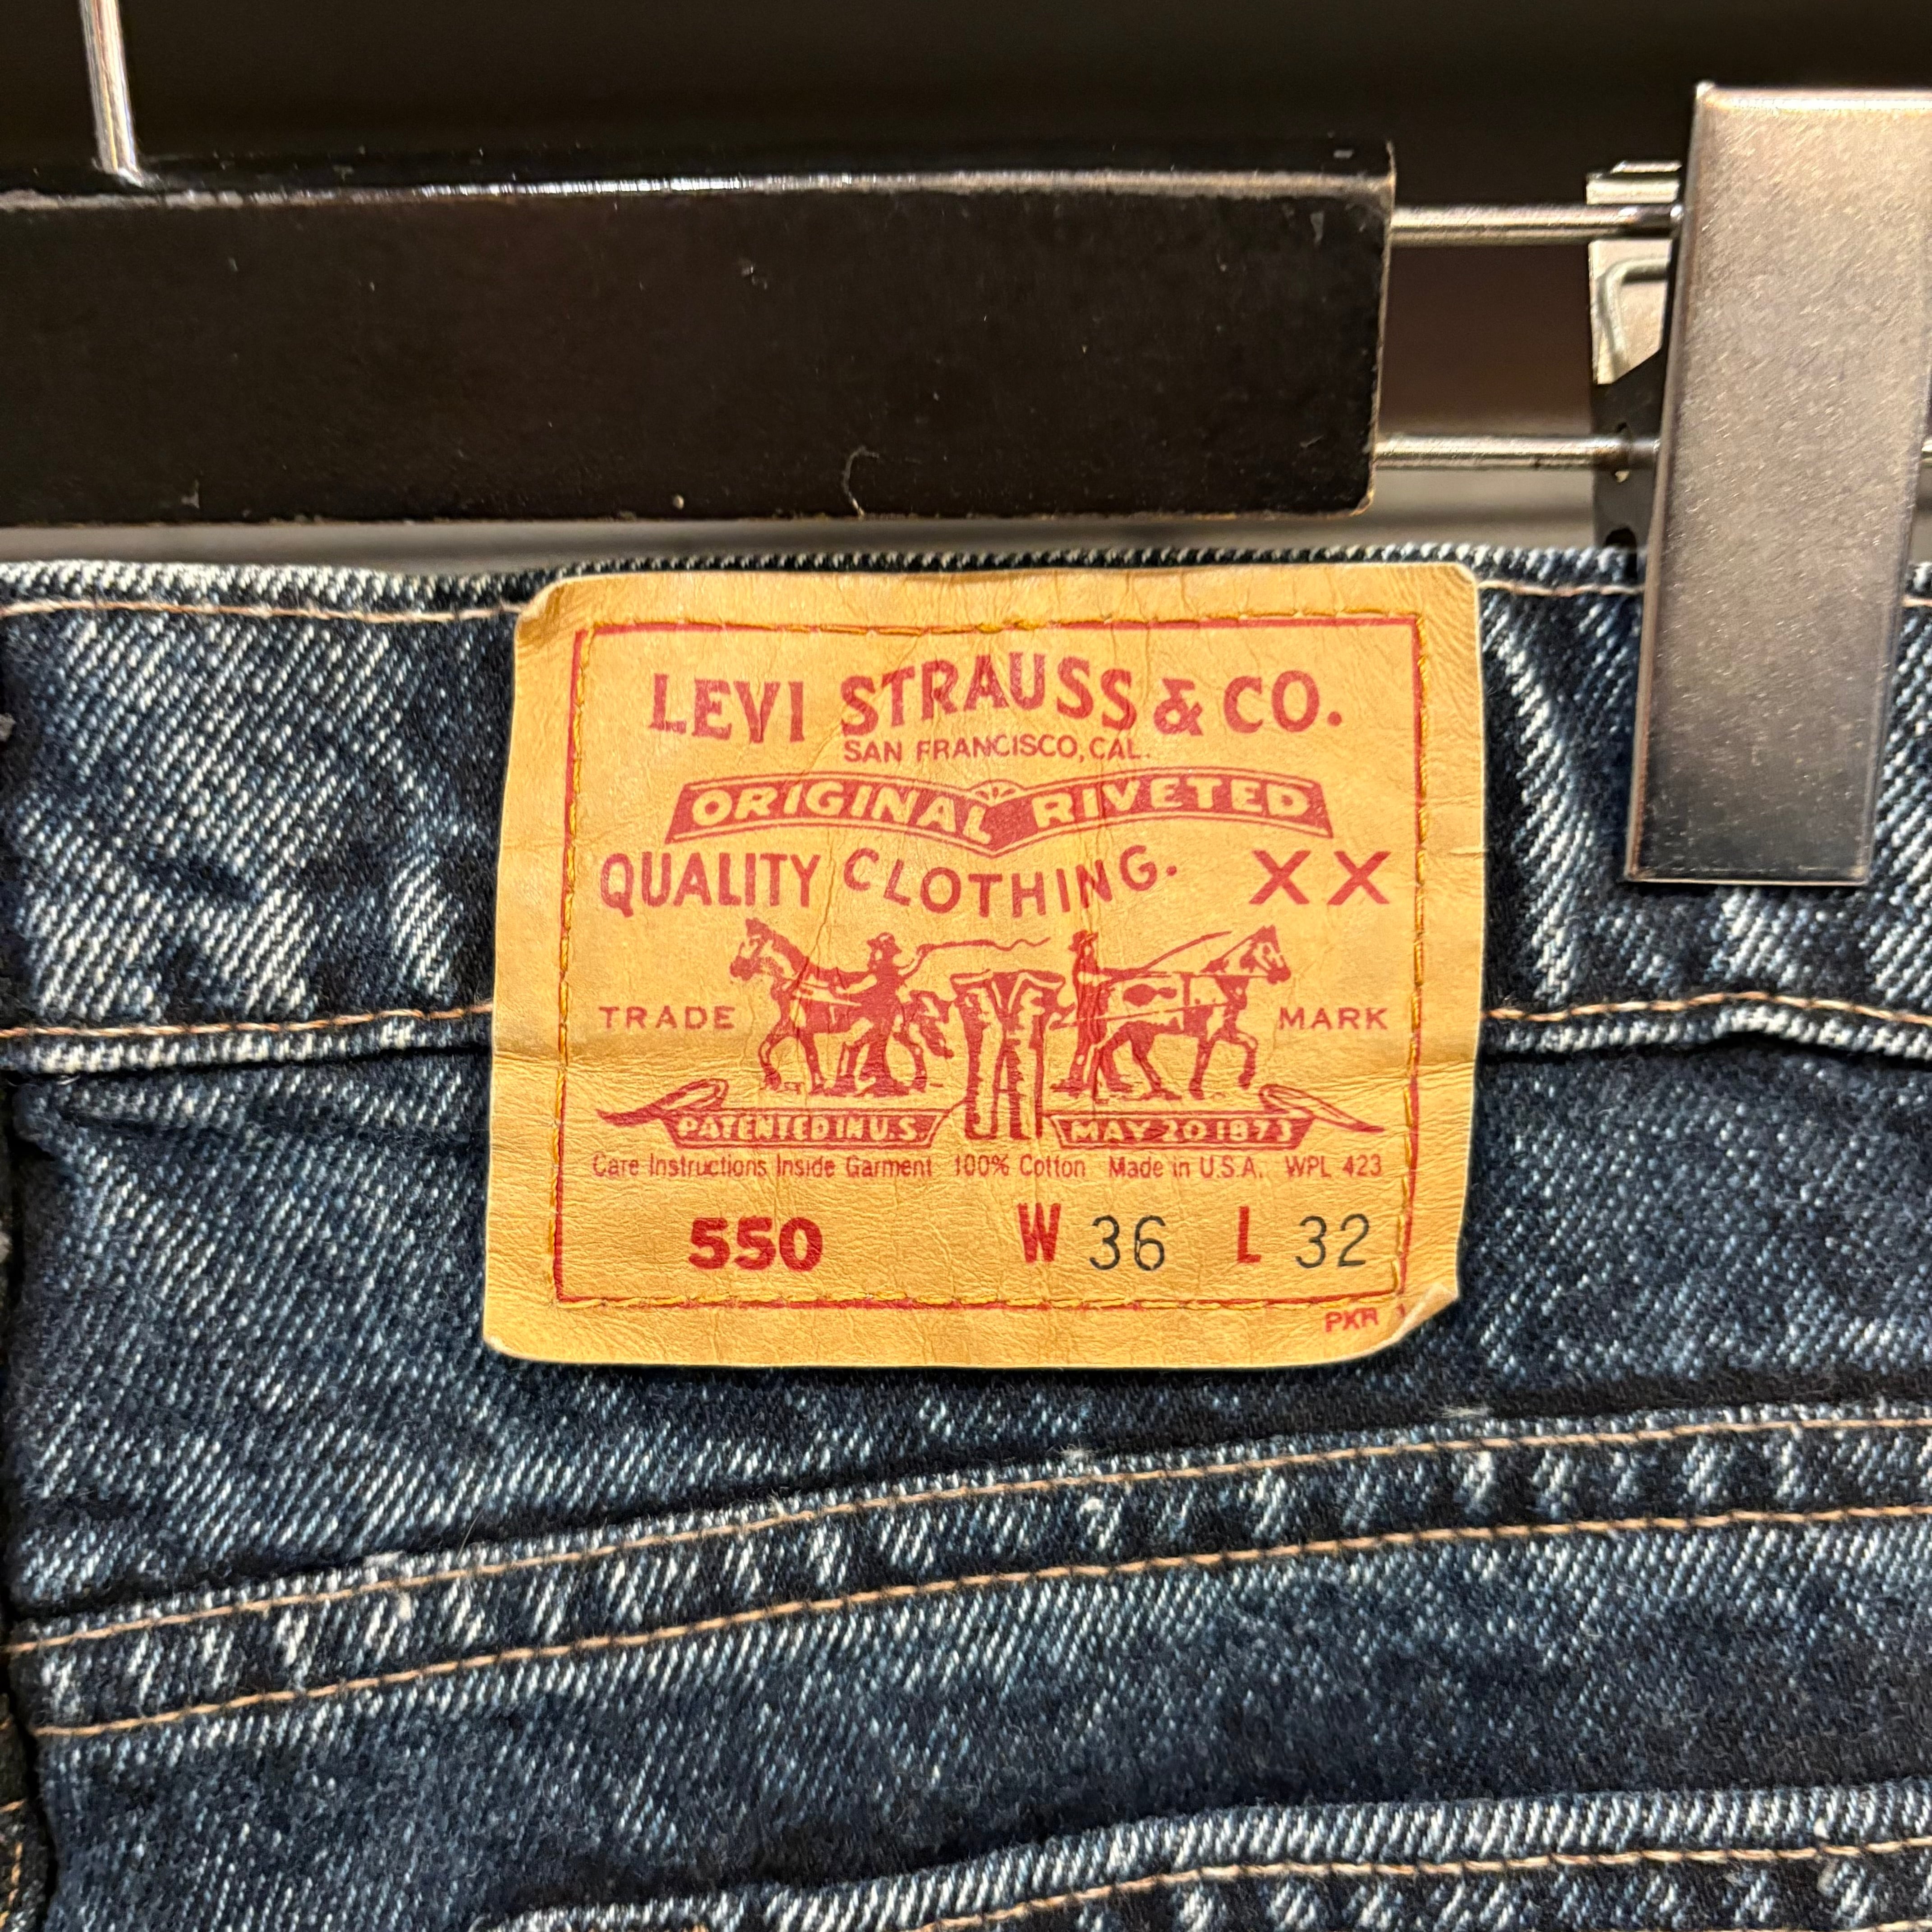 LEVI STRAUSS & CO.
SAN FRANCISCO, CAL.
ORIGINAL RIVETED
QUALITY CLOTHING. XX
TRADE MARK
PATENTED IN U.S. MAY 20 1873
Care Instructions Inside Garment 100% Cotton Made in U.S.A. WPL 423
550 W 36 L 32
PKR